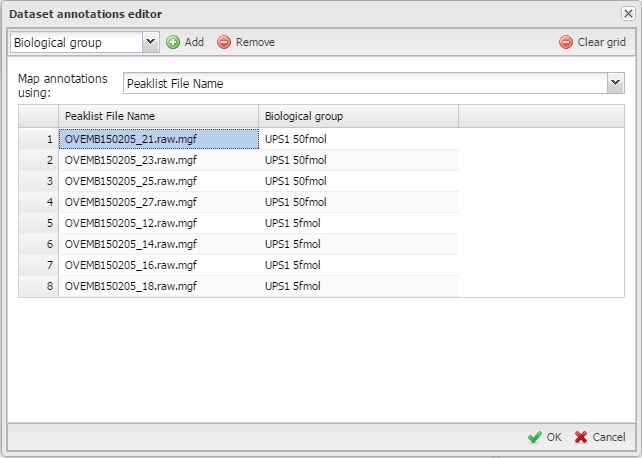 Dataset annotations editor
Biological group Add Remove Clear grid
Map annotations using: Peaklist File Name
Peaklist File Name Biological group
1 OVEMB150205_21.raw.mgf UPS1 50fmol
2 OVEMB150205_23.raw.mgf UPS1 50fmol
3 OVEMB150205_25.raw.mgf UPS1 50fmol
4 OVEMB150205_27.raw.mgf UPS1 50fmol
5 OVEMB150205_12.raw.mgf UPS1 5fmol
6 OVEMB150205_14.raw.mgf UPS1 5fmol
7 OVEMB150205_16.raw.mgf UPS1 5fmol
8 OVEMB150205_18.raw.mgf UPS1 5fmol
OK Cancel